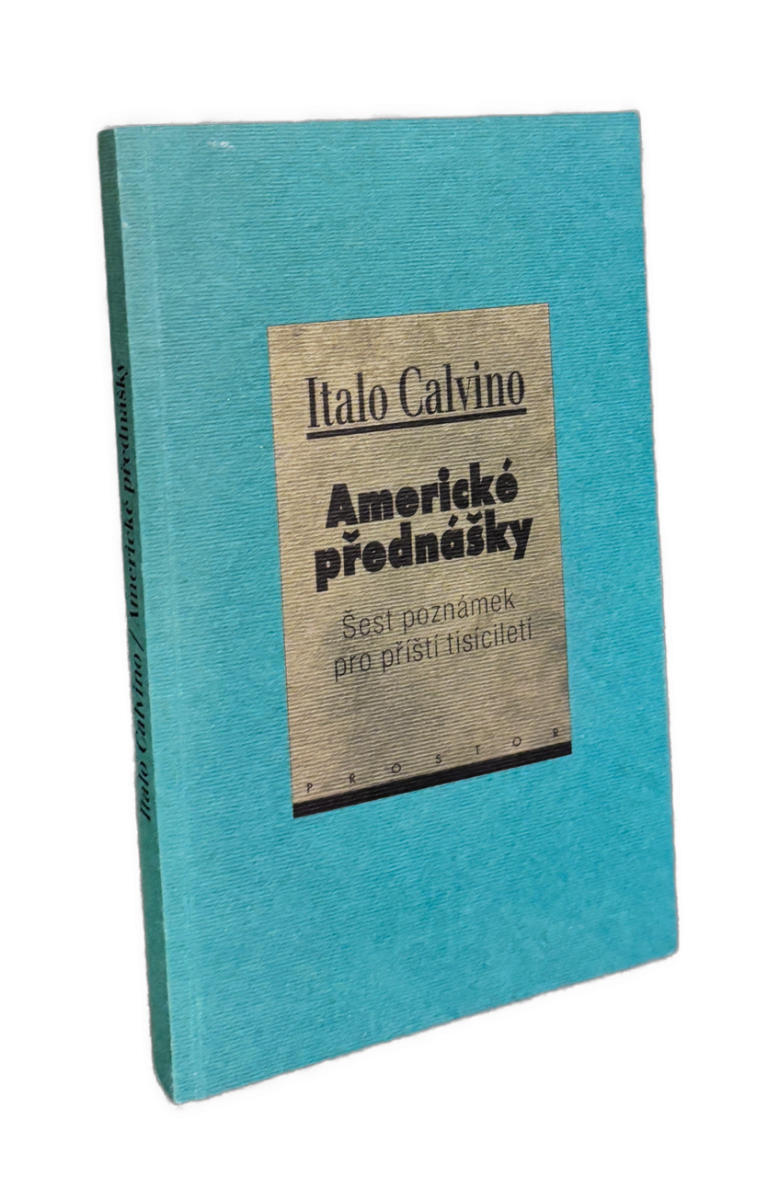 Italo Calvino
Americké
přednášky
Šest poznámek
pro příští tisíciletí
PROSTOR
Italo Calvino / Americké přednášky